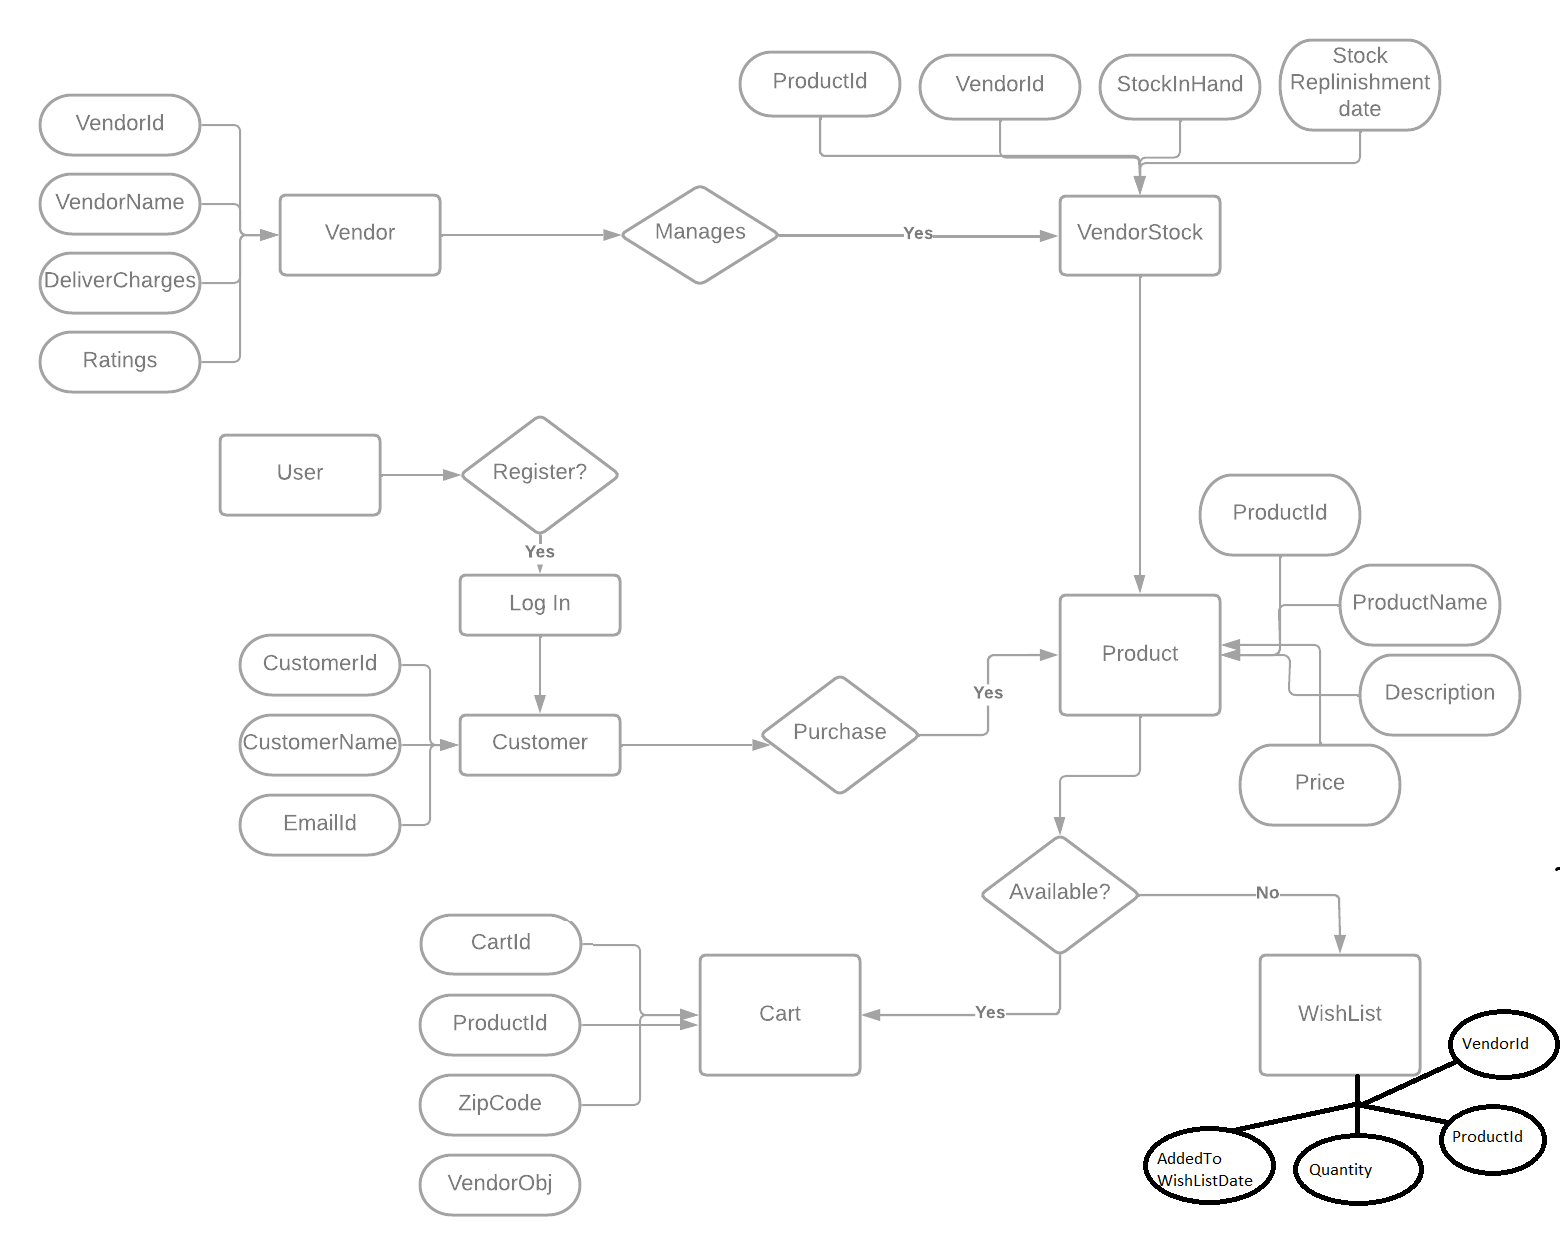 ProductId
VendorId
StockInHand
Stock
Replinishment
date
VendorId
VendorName
DeliverCharges
Ratings
Vendor
Manages
Yes
VendorStock
User
Register?
Yes
Log In
CustomerId
CustomerName
EmailId
Customer
Purchase
Yes
Product
ProductId
ProductName
Description
Price
Available?
No
Yes
CartId
ProductId
ZipCode
VendorObj
Cart
WishList
VendorId
ProductId
Quantity
AddedTo
WishListDate